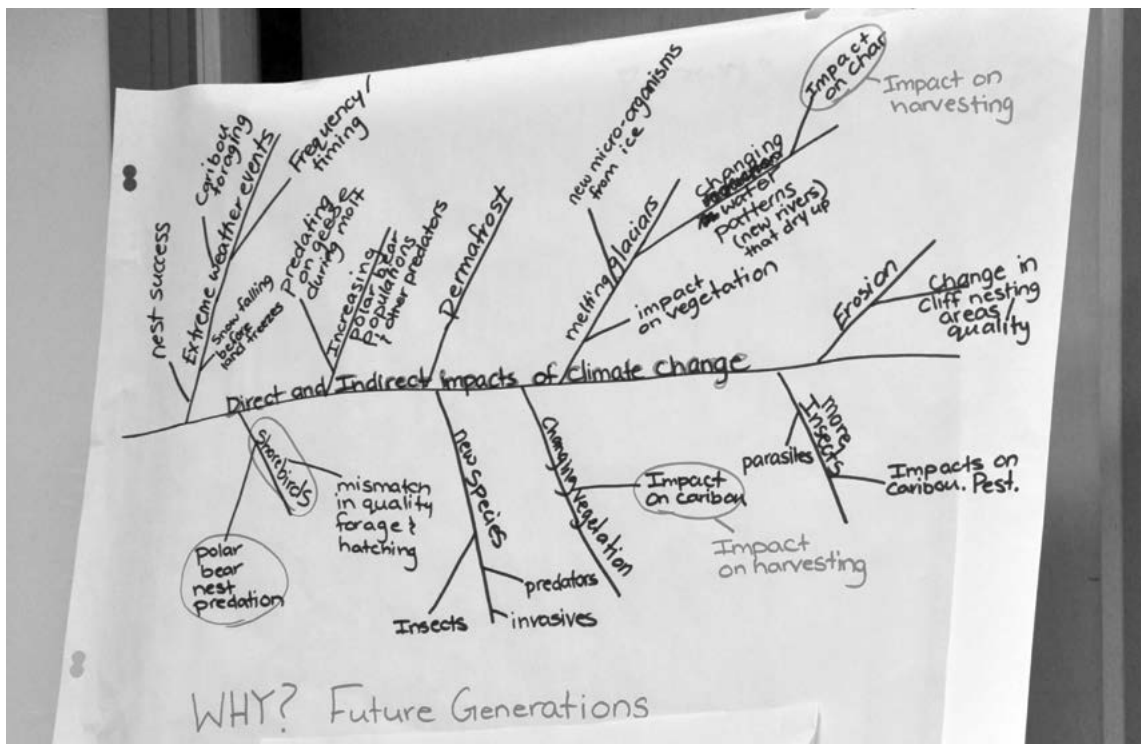 nest success
Extreme weather events
Caribou
foraging
Frequency/
timing
Snow falling
before
land freezes
Predating
on geese
during molt
Increasing
polar bear
populations
& other predators
Permafrost
melting glaciars
new micro-organisms
from ice
impact
on vegetation
changing
water
patterns
(new rivers
that dry up
Impact
on char
Impact on
harvesting
Erosion
Change in
cliff nesting
areas/
quality
Direct and Indirect impacts of climate change
Shorebirds
mismatch
in quality
forage &
hatching
polar
bear
nest
predation
new species
Insects
predators
invasives
Changing Vegetation
Impact
on caribou
Impact
on harvesting
more
Insects
parasites
Impacts on
caribou. Pest.
WHY? Future Generations